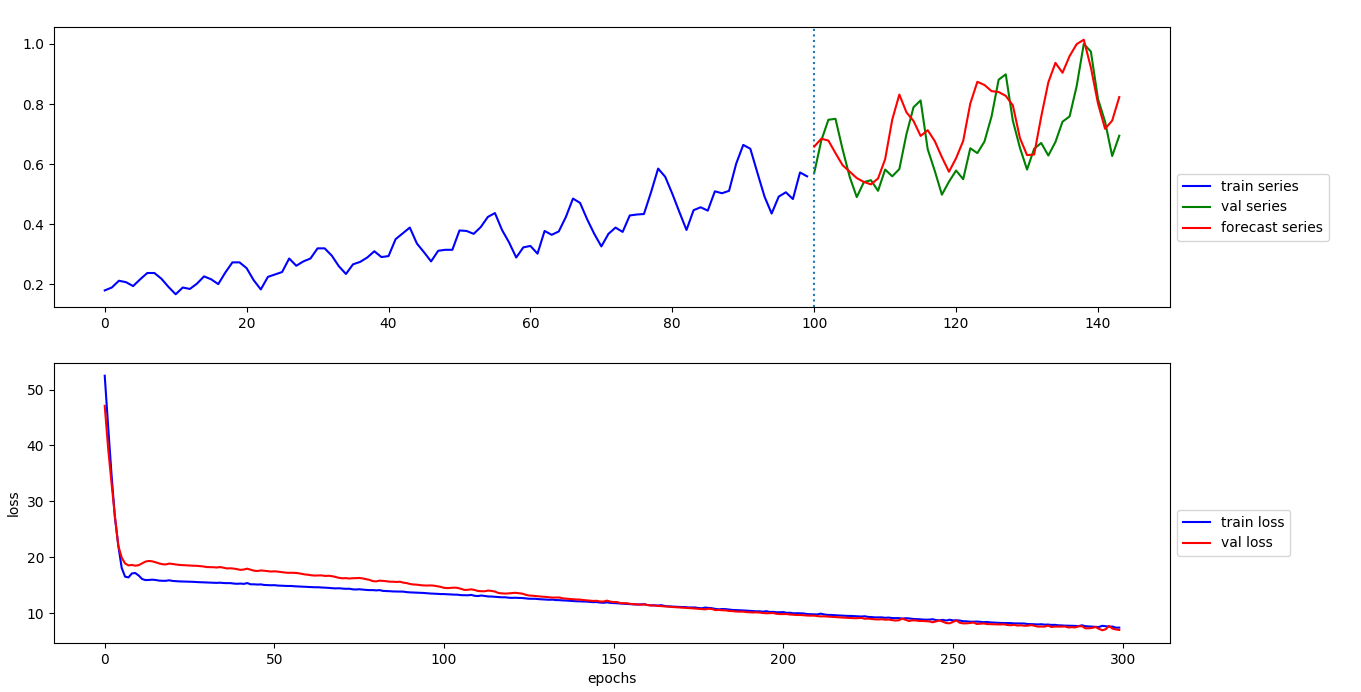 1.0
0.8
0.6
0.4
0.2
0 20 40 60 80 100 120 140
train series
val series
forecast series
50
40
30
20
10
loss
0 50 100 150 200 250 300
epochs
train loss
val loss